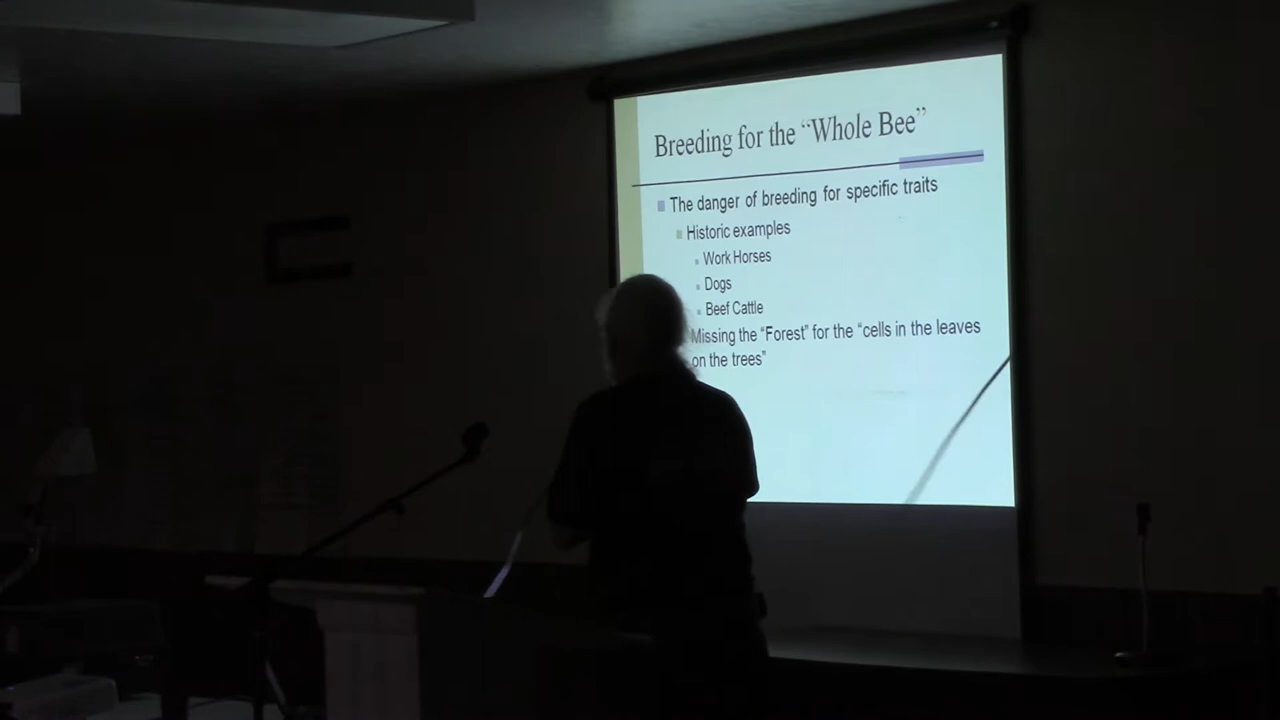 Breeding for the “Whole Bee”
The danger of breeding for specific traits
Historic examples
Work Horses
Dogs
Beef Cattle
Missing the “Forest” for the “cells in the leaves
on the trees”